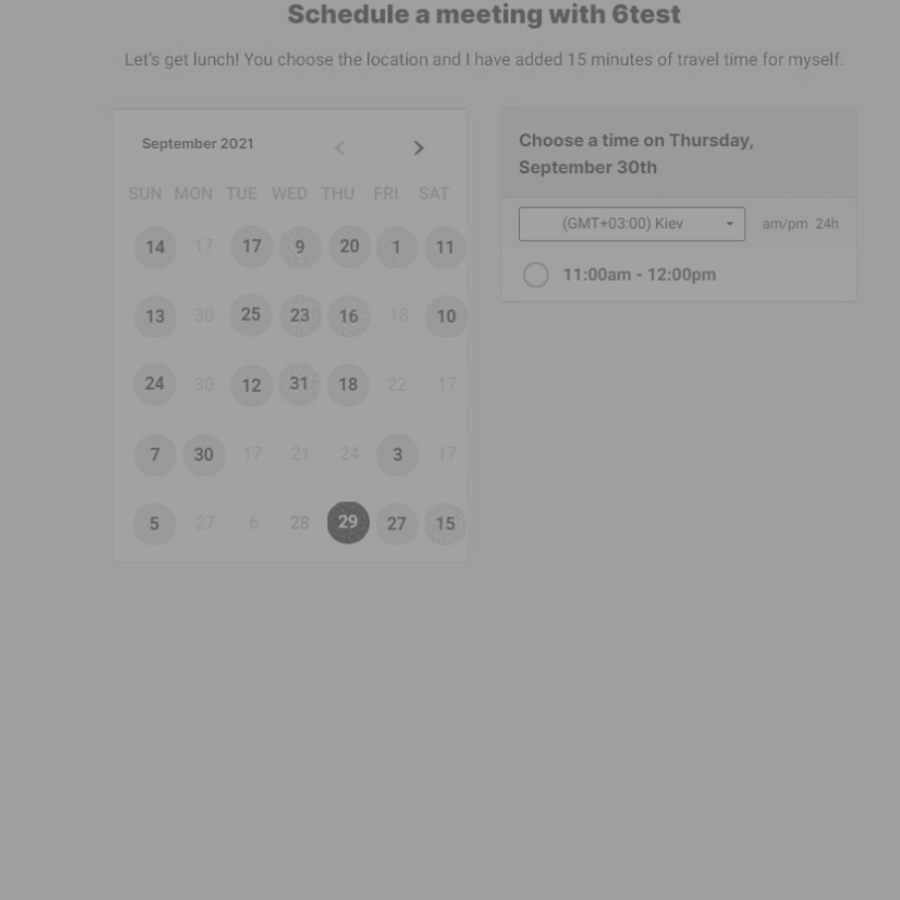 Schedule a meeting with 6test
Let's get lunch! You choose the location and I have added 15 minutes of travel time for myself.
September 2021
SUN MON TUE WED THU FRI SAT
14 17 17 9 20 1 11
13 30 25 23 16 18 10
24 30 12 31 18 22 17
7 30 17 21 24 3 17
5 27 6 28 29 27 15
Choose a time on Thursday,
September 30th
(GMT+03:00) Kiev am/pm 24h
11:00am - 12:00pm